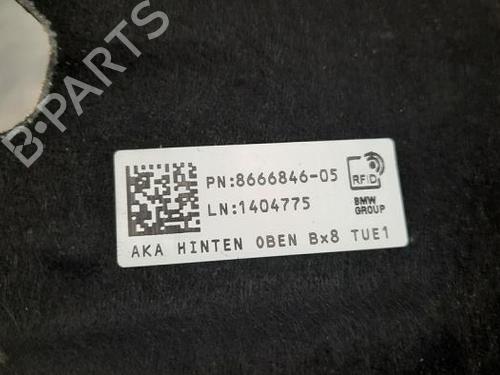 B-PARTS
PN:8666846-05
RFID
LN:1404775
BMW
GROUP
AKA HINTEN OBEN Bx8 TUE1